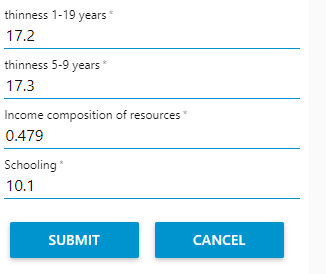 thinness 1-19 years *
17.2
thinness 5-9 years *
17.3
Income composition of resources *
0.479
Schooling *
10.1
SUBMIT CANCEL